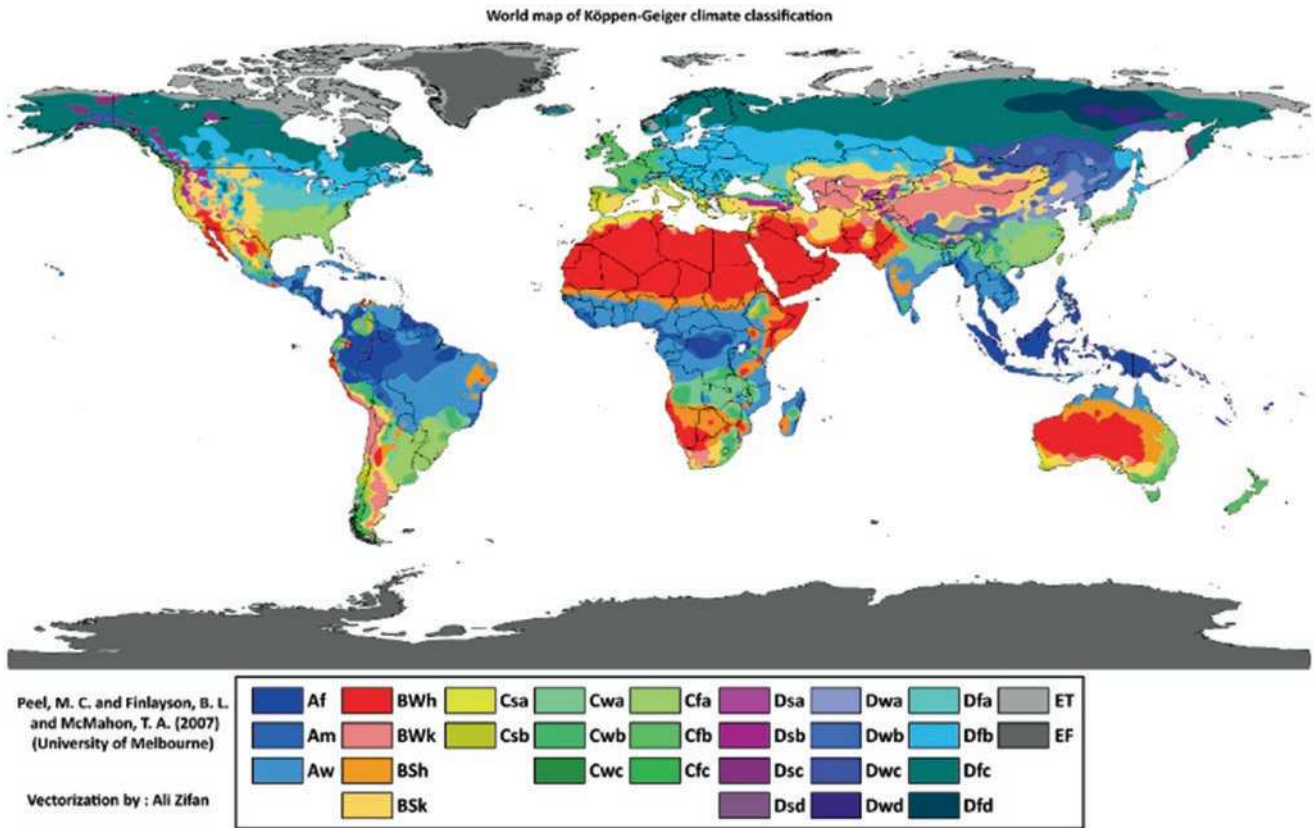 World map of Köppen-Geiger climate classification
Peel, M. C. and Finlayson, B. L.
and McMahon, T. A. (2007)
(University of Melbourne)
Vectorization by : Ali Zifan
Af BWh Csa Cwa Cfa Dsa Dwa Dfa ET
Am BWk Csb Cwb Cfb Dsb Dwb Dfb EF
Aw BSh Cwc Cfc Dsc Dwc Dfc
BSk Dsd Dwd Dfd